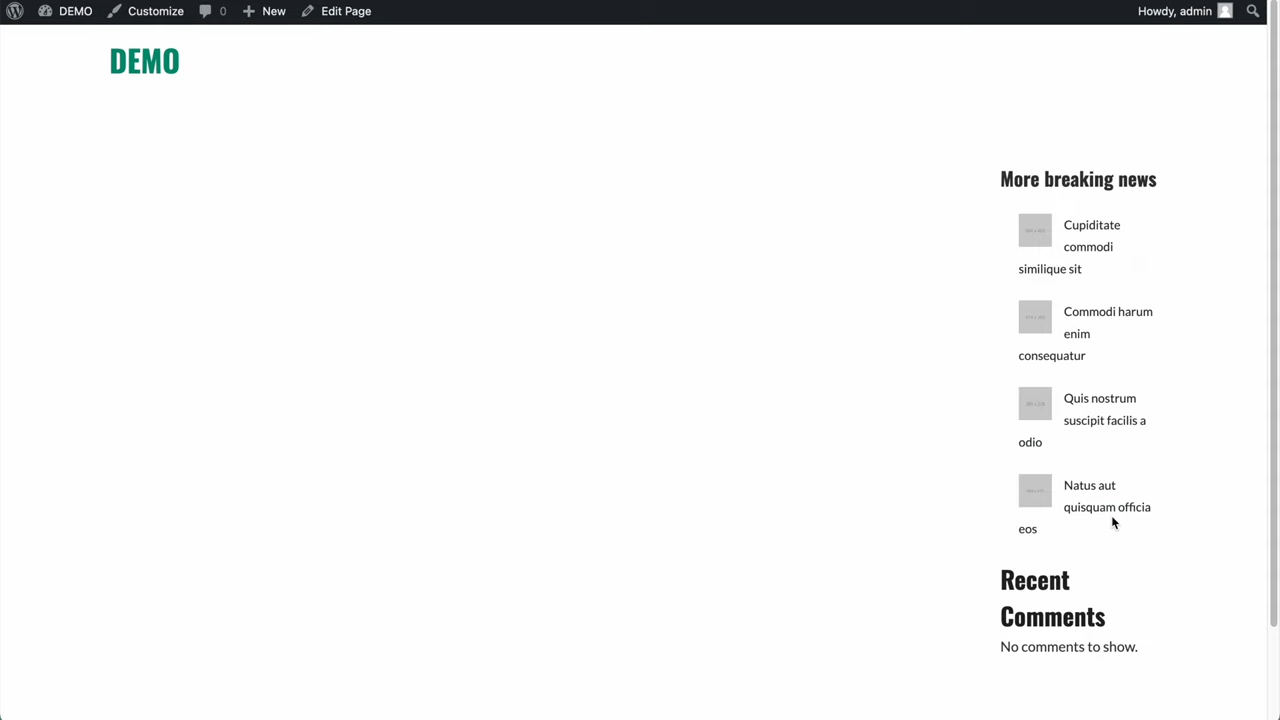 DEMO Customize 0 New Edit Page Howdy, admin
DEMO
More breaking news
Cupiditate
commodi
similique sit
Commodi harum
enim
consequatur
Quis nostrum
suscipit facilis a
odio
Natus aut
quisquam officia
eos
Recent
Comments
No comments to show.